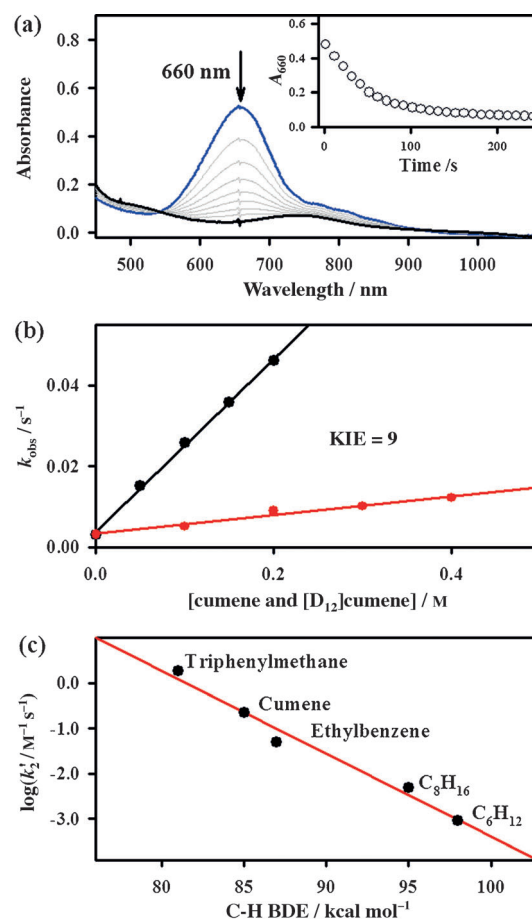 (a)
0.8
0.6
0.4
0.2
0.0
Absorbance
660 nm
0.6
0.4
0.2
0.0
A660
0 100 200
Time /s
500 600 700 800 900 1000
Wavelength / nm
(b)
0.04
0.02
0.00
kobs / s−1
KIE = 9
0.0 0.2 0.4
[cumene and [D12]cumene] / M
(c)
0.0
-1.0
-2.0
-3.0
log(k2′/ M−1 s−1)
Triphenylmethane
Cumene
Ethylbenzene
C8H16
C6H12
80 85 90 95 100
C-H BDE / kcal mol−1